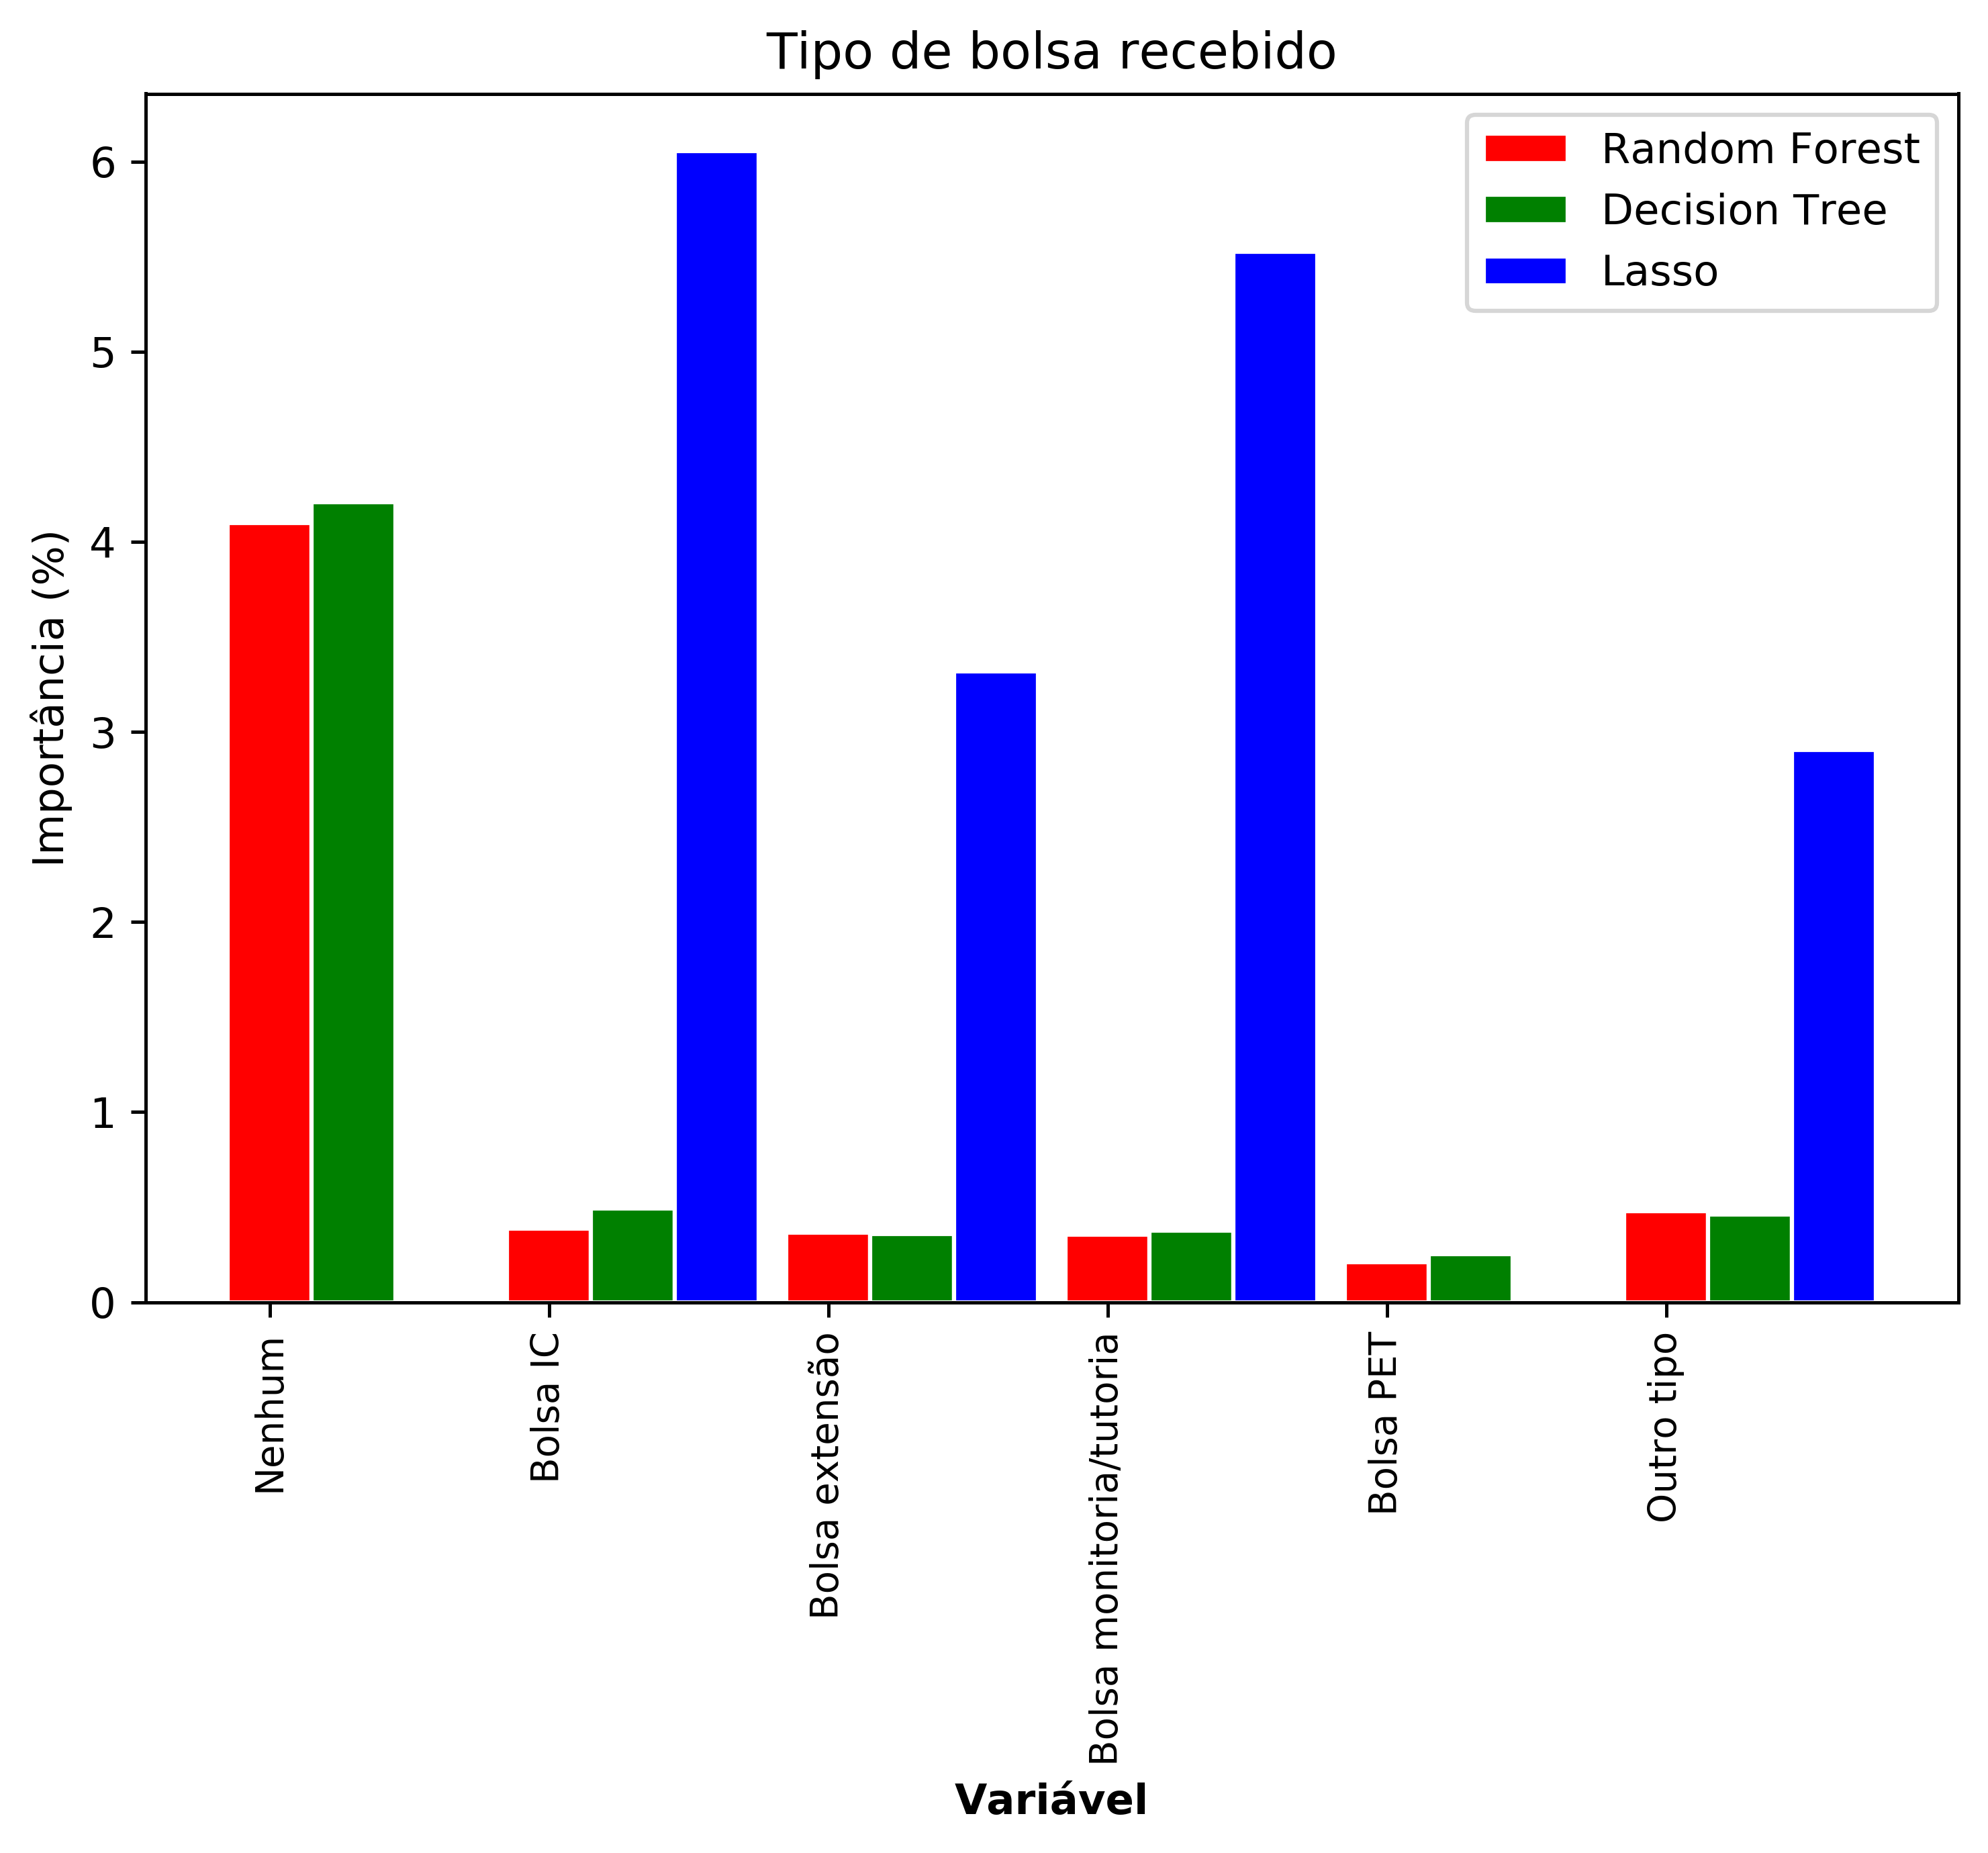 Tipo de bolsa recebido
Random Forest
Decision Tree
Lasso
Importância (%)
6
5
4
3
2
1
0
Nenhum
Bolsa IC
Bolsa extensão
Bolsa monitoria/tutoria
Bolsa PET
Outro tipo
Variável